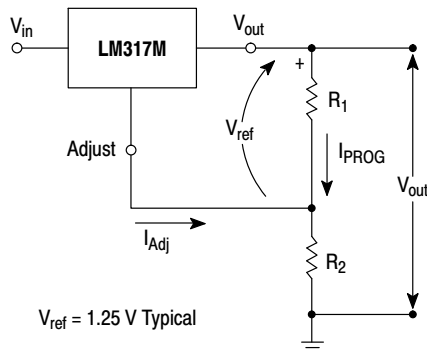 Vin
LM317M
Vout
+
R1
Vref
Adjust
IPROG
Vout
IAdj
R2
Vref = 1.25 V Typical